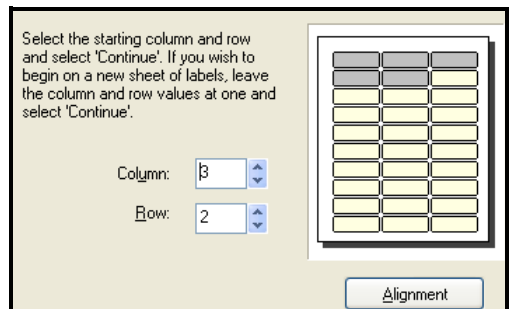 Select the starting column and row
and select 'Continue'. If you wish to
begin on a new sheet of labels, leave
the column and row values at one and
select 'Continue'.
Column: 3
Row: 2
Alignment